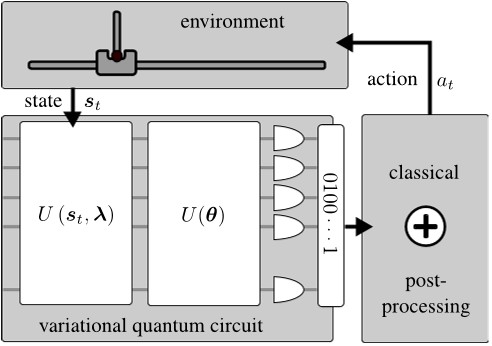 environment
state s_t
action a_t
U (s_t, λ)
U(θ)
0100···1
classical
+
post-
processing
variational quantum circuit